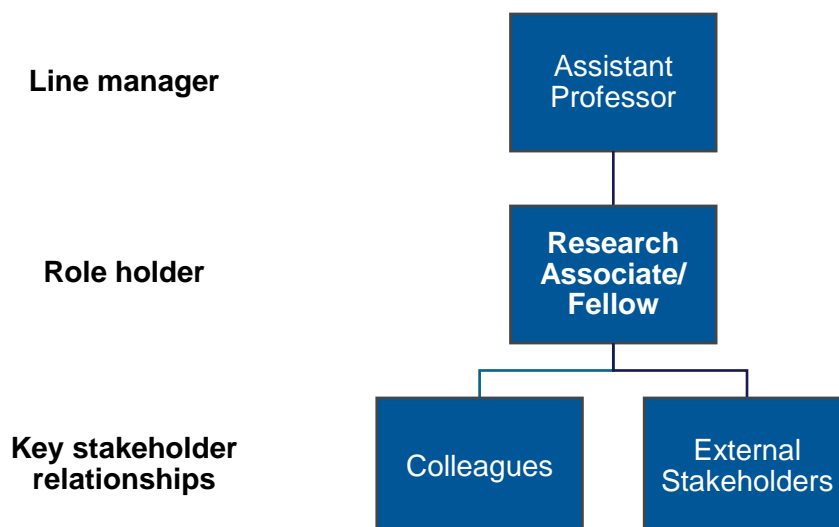 Line manager
Assistant
Professor
Role holder
Research
Associate/
Fellow
Key stakeholder
relationships
Colleagues
External
Stakeholders